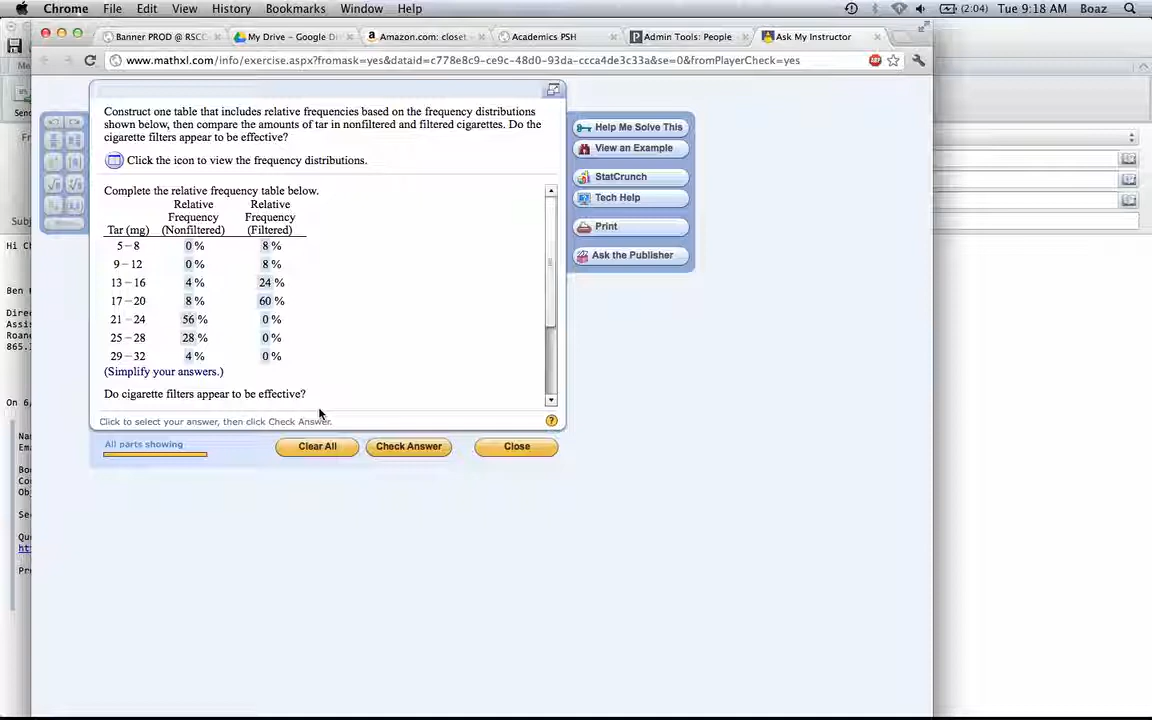 Chrome File Edit View History Bookmarks Window Help (2:04) Tue 9:18 AM Boaz
Banner PROD @ RSCC My Drive – Google Dri Amazon.com: closet Academics PSH Admin Tools: People Ask My Instructor
www.mathxl.com/info/exercise.aspx?fromask=yes&dataid=c778e8c9-ce9c-48d0-93da-ccca4de3c33a&se=0&fromPlayerCheck=yes
Construct one table that includes relative frequencies based on the frequency distributions
shown below, then compare the amounts of tar in nonfiltered and filtered cigarettes. Do the
cigarette filters appear to be effective?
Click the icon to view the frequency distributions.
Complete the relative frequency table below.
Relative Relative
Frequency Frequency
Tar (mg) (Nonfiltered) (Filtered)
5 – 8 0 % 8 %
9 – 12 0 % 8 %
13 – 16 4 % 24 %
17 – 20 8 % 60 %
21 – 24 56 % 0 %
25 – 28 28 % 0 %
29 – 32 4 % 0 %
(Simplify your answers.)
Do cigarette filters appear to be effective?
Click to select your answer, then click Check Answer.
?
All parts showing
Clear All Check Answer Close
Help Me Solve This
View an Example
StatCrunch
Tech Help
Print
Ask the Publisher
Send
Hi
Ben
865.
On 6